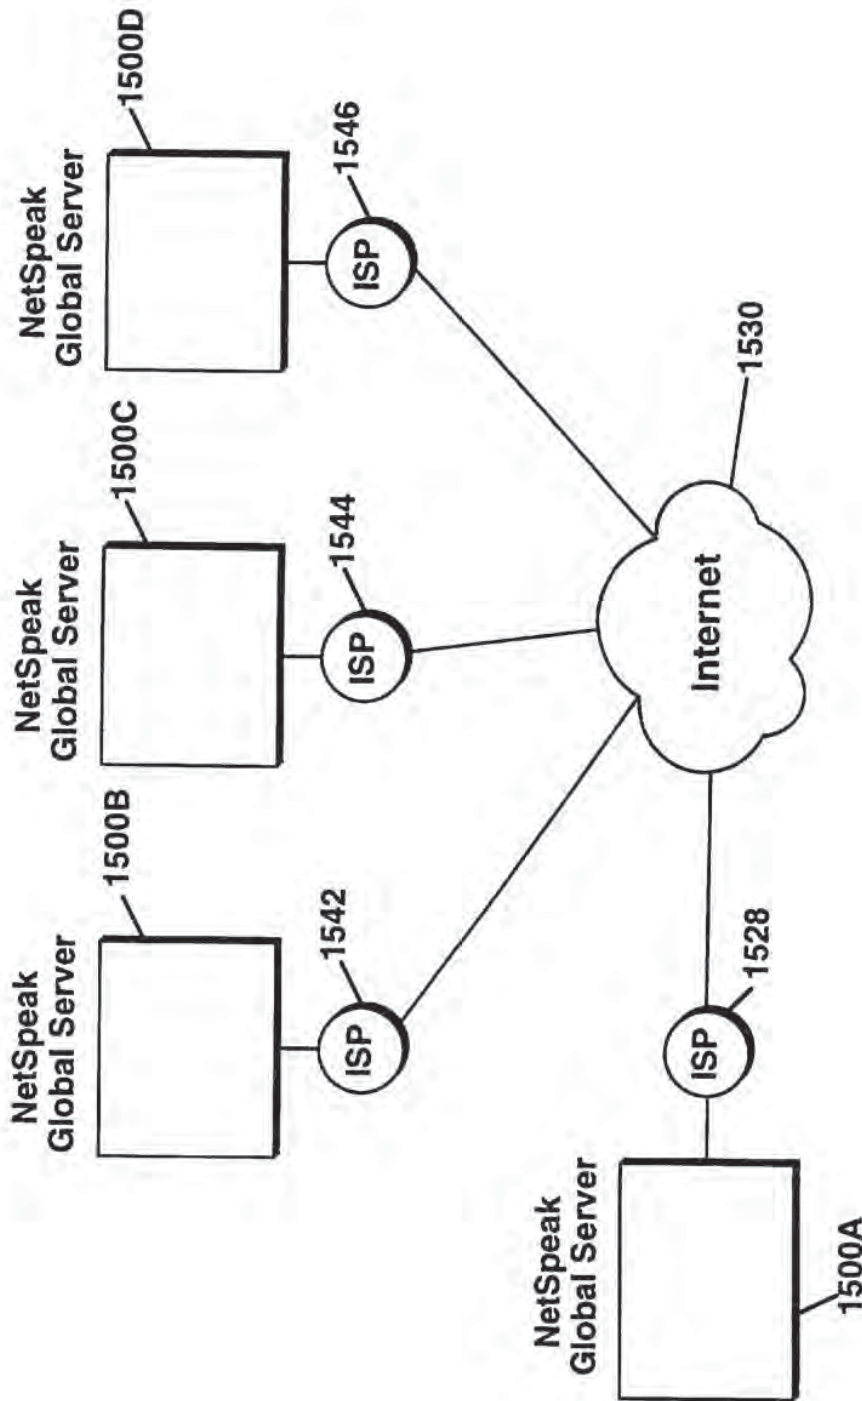 NetSpeak
Global Server
1500B
NetSpeak
Global Server
1500C
NetSpeak
Global Server
1500D
ISP
1542
ISP
1544
ISP
1546
NetSpeak
Global Server
1500A
ISP
1528
Internet
1530